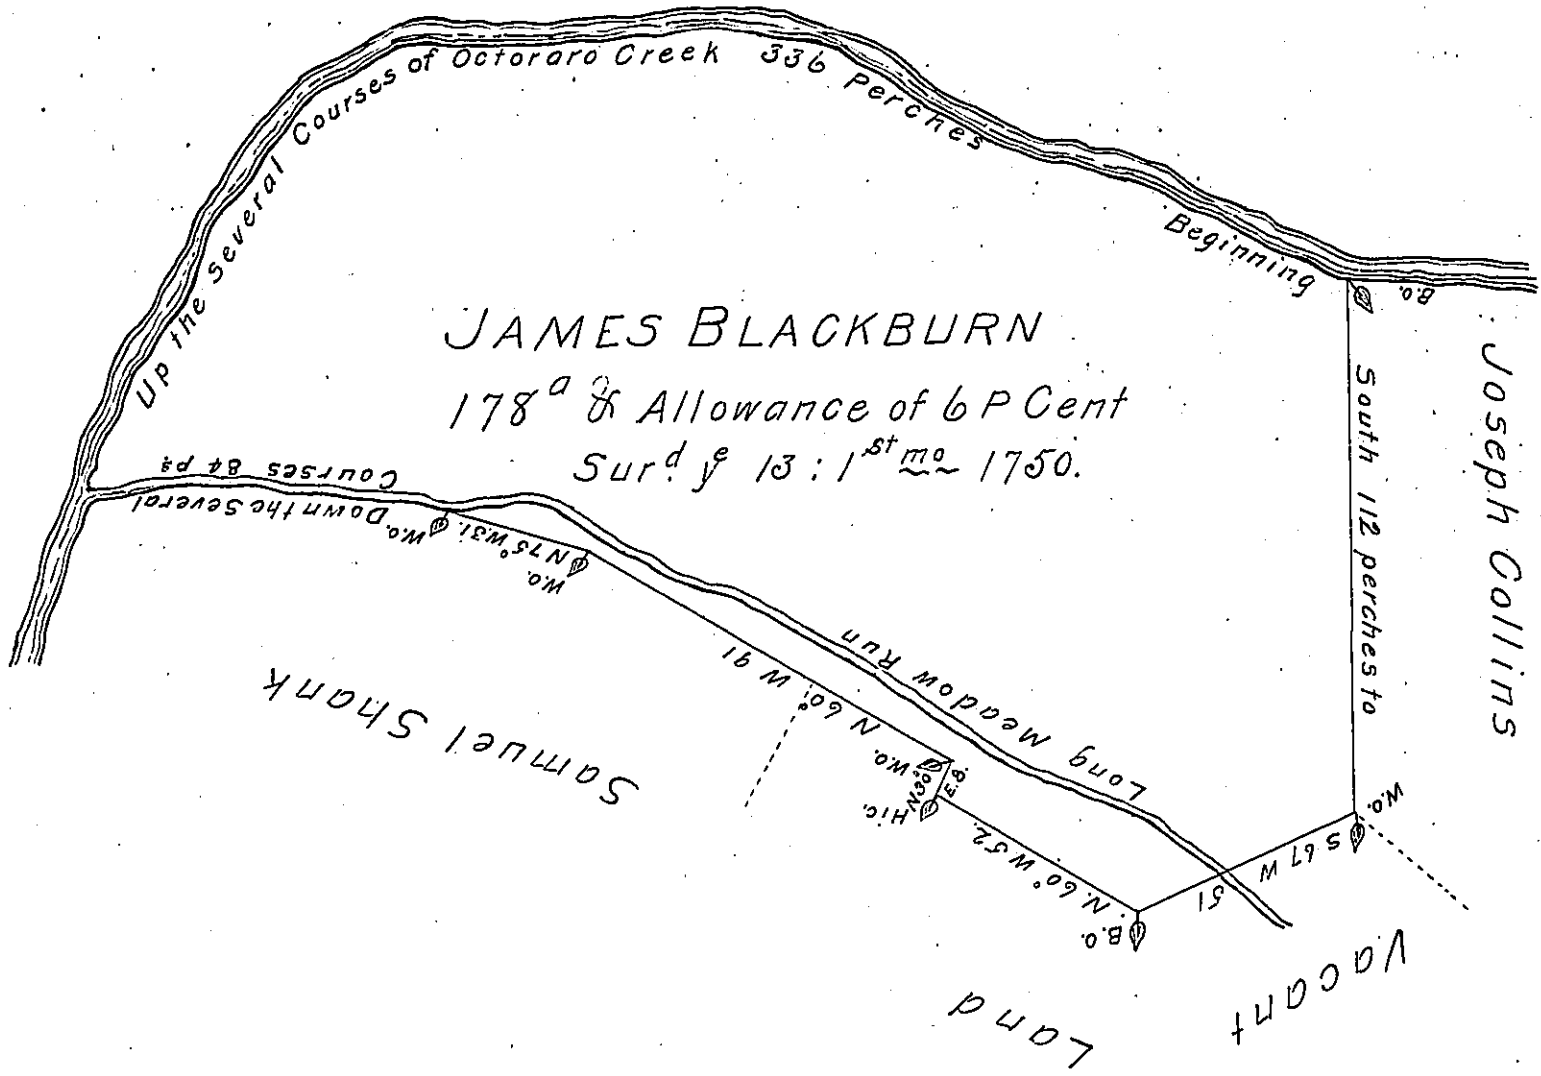 Up the Several Courses of Octoraro Creek 336 Perches
Beginning
B.O.
JAMES BLACKBURN
178a & Allowance of 6 P Cent
Surd ye 13 : 1st mo 1750.
South 112 perches to
Joseph Collins
W.O.
S 67 W
51
B.O.
N. 60° W 52.
Hic.
N 30°
E.8.
W.O.
N 60° W 91
W.O.
N 75° W. 31.
W.O.
Down the Several
Courses 84 ps
Long Meadow Run
Samuel Shank
Vacant
Land